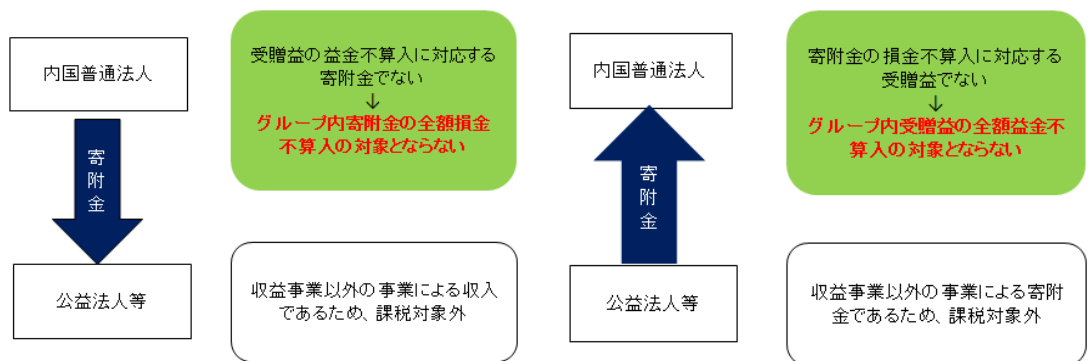 内国普通法人
寄附金
公益法人等
受贈益の益金不算入に対応する
寄附金でない
↓
グループ内寄附金の全額損金
不算入の対象とならない
収益事業以外の事業による収入
であるため、課税対象外
内国普通法人
寄附金
公益法人等
寄附金の損金不算入に対応する
受贈益でない
↓
グループ内受贈益の全額益金不
算入の対象とならない
収益事業以外の事業による寄附
金であるため、課税対象外